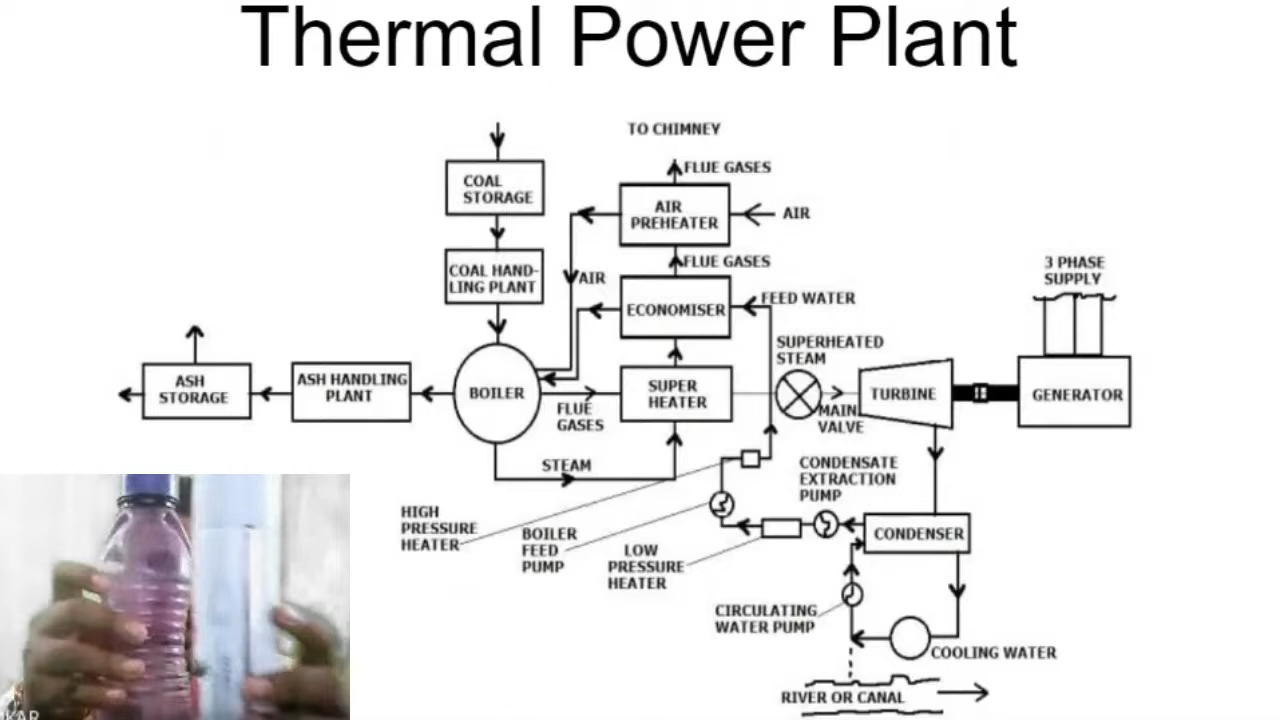 Thermal Power Plant
TO CHIMNEY
FLUE GASES
COAL
STORAGE
AIR
PREHEATER
AIR
COAL HAND-
LING PLANT
AIR
FLUE GASES
ECONOMISER
FEED WATER
3 PHASE
SUPPLY
SUPERHEATED
STEAM
ASH
STORAGE
ASH HANDLING
PLANT
BOILER
FLUE
GASES
SUPER
HEATER
MAIN
VALVE
TURBINE
GENERATOR
STEAM
HIGH
PRESSURE
HEATER
BOILER
FEED
PUMP
LOW
PRESSURE
HEATER
CONDENSATE
EXTRACTION
PUMP
CONDENSER
CIRCULATING
WATER PUMP
COOLING WATER
RIVER OR CANAL